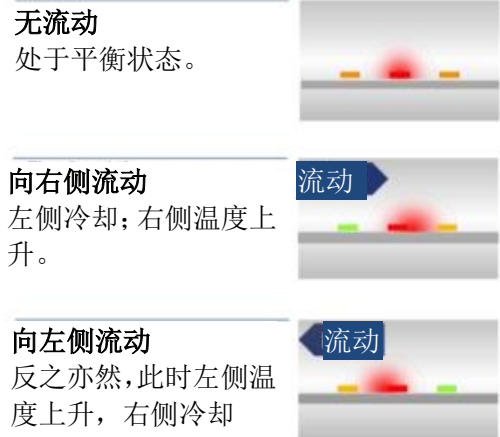 无流动
处于平衡状态。
向右侧流动
流动
左侧冷却；右侧温度上
升。
向左侧流动
流动
反之亦然，此时左侧温
度上升，右侧冷却